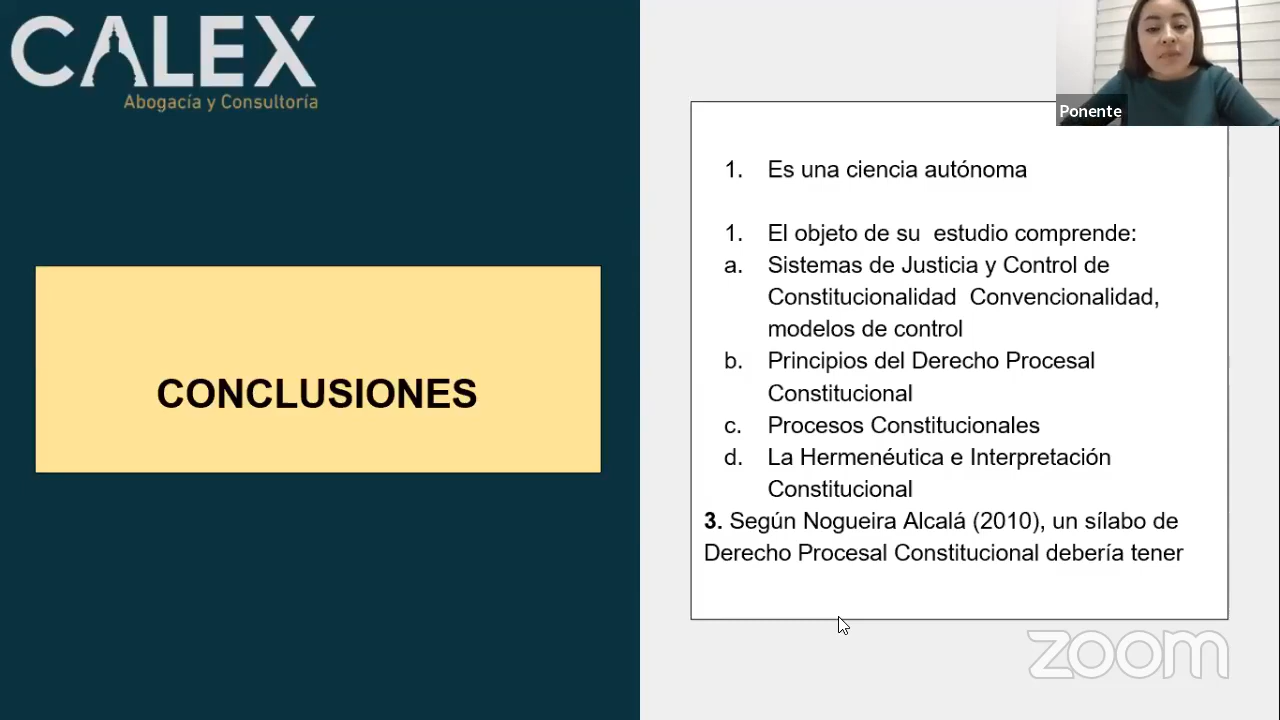 CALEX
Abogacía y Consultoría
CONCLUSIONES
Ponente
1. Es una ciencia autónoma
1. El objeto de su estudio comprende:
a. Sistemas de Justicia y Control de
Constitucionalidad Convencionalidad,
modelos de control
b. Principios del Derecho Procesal
Constitucional
c. Procesos Constitucionales
d. La Hermenéutica e Interpretación
Constitucional
3. Según Nogueira Alcalá (2010), un sílabo de
Derecho Procesal Constitucional debería tener
zoom